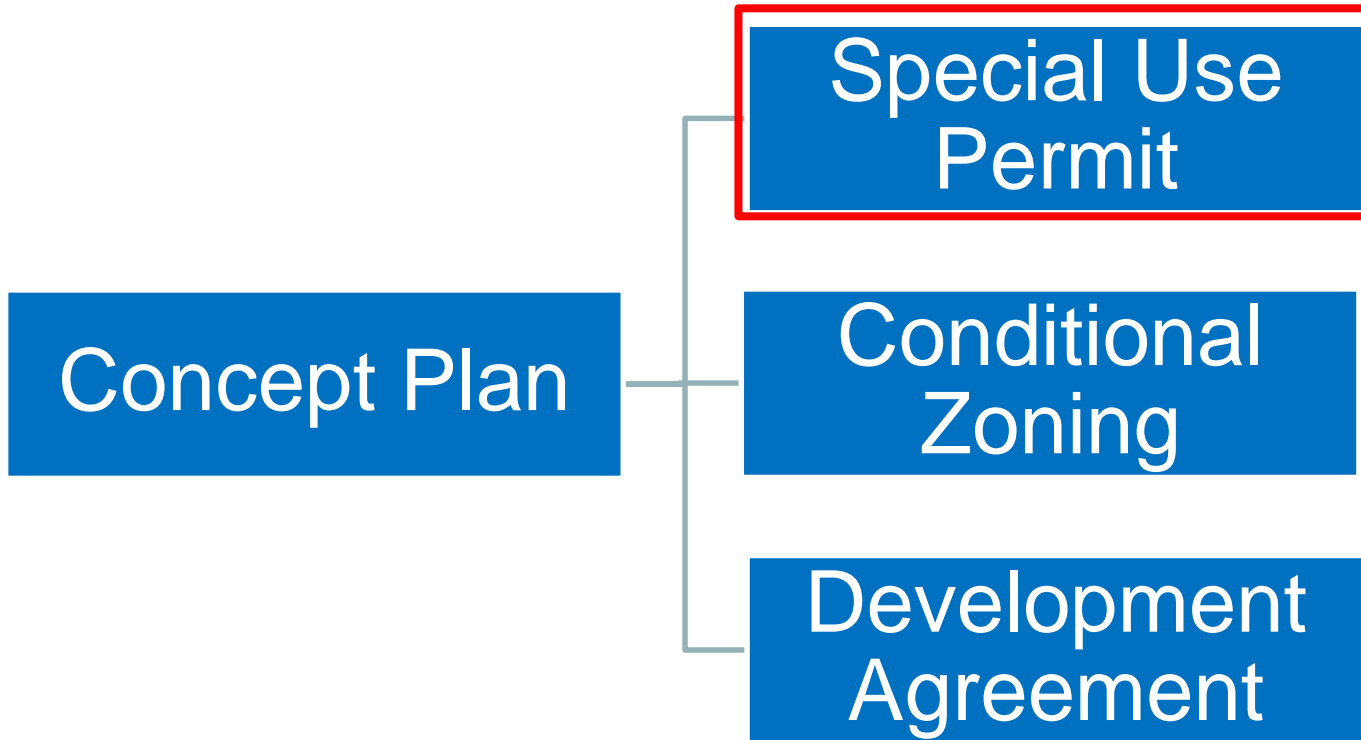 Concept Plan
Special Use
Permit
Conditional
Zoning
Development
Agreement